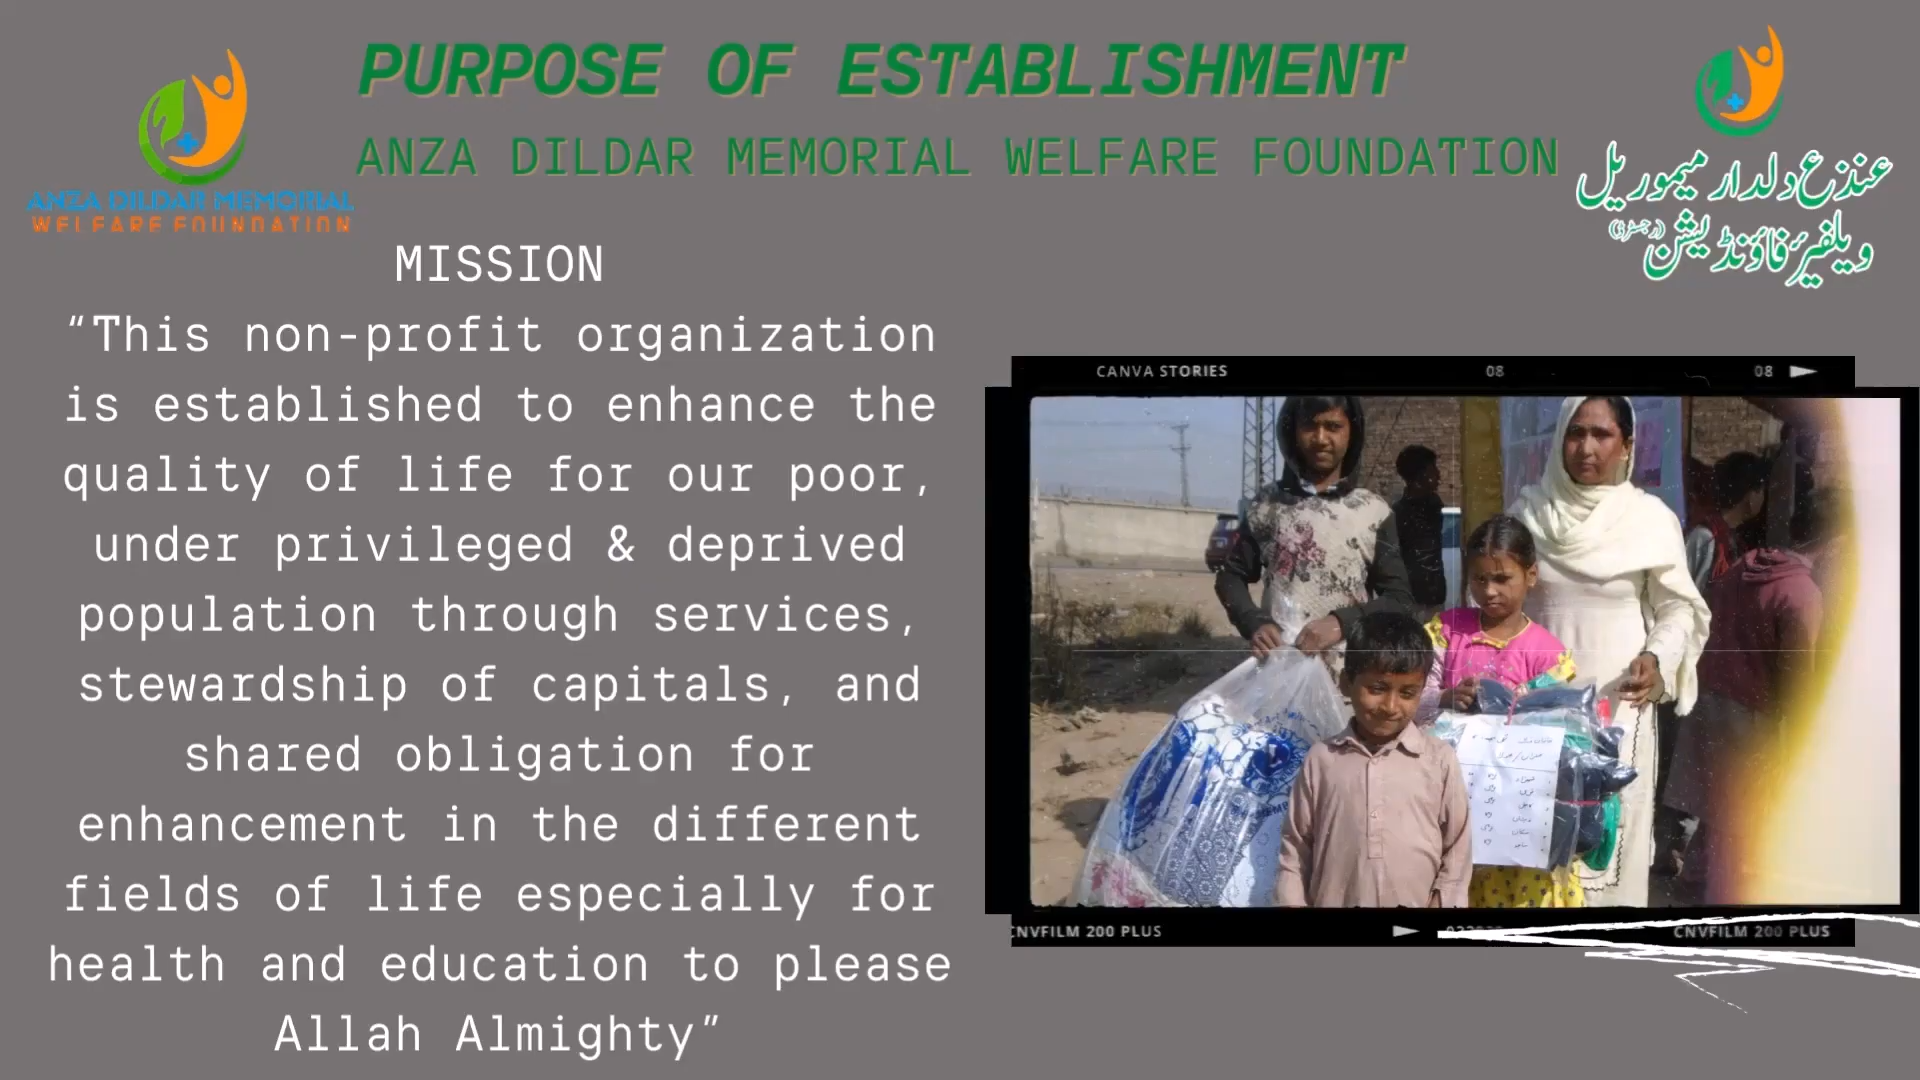 PURPOSE OF ESTABLISHMENT
ANZA DILDAR MEMORIAL WELFARE FOUNDATION
ANZA DILDAR MEMORIAL
WELFARE FOUNDATION
عنذع دلدار میموریل
ویلفیئر فاؤنڈیشن (رجسٹرڈ)
MISSION
“This non-profit organization
is established to enhance the
quality of life for our poor,
under privileged & deprived
population through services,
stewardship of capitals, and
shared obligation for
enhancement in the different
fields of life especially for
health and education to please
Allah Almighty”
CANVA STORIES 08 08
CNVFILM 200 PLUS CNVFILM 200 PLUS